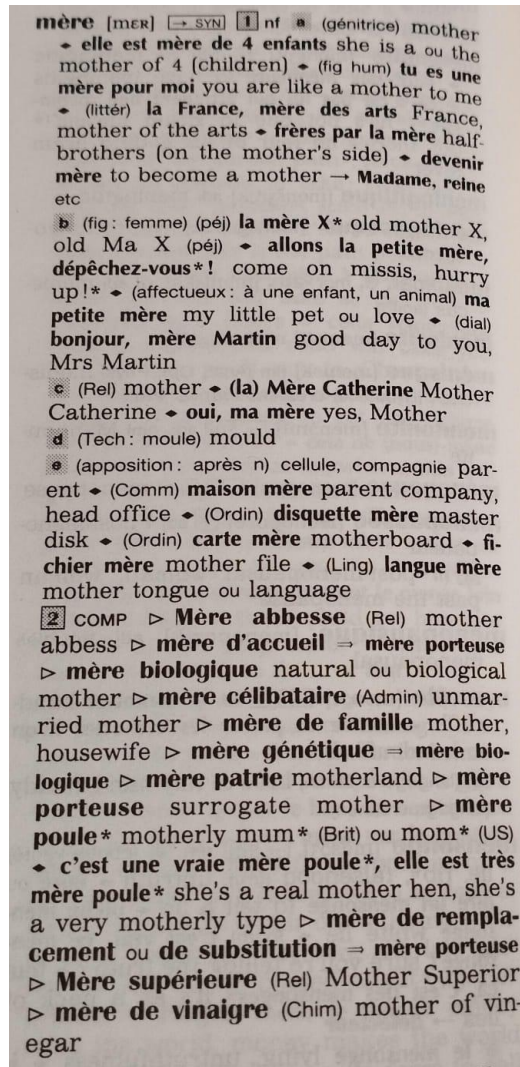 mère [mɛʀ] → SYN 1 nf a (génitrice) mother
◆ elle est mère de 4 enfants she is a ou the
mother of 4 (children) ◆ (fig hum) tu es une
mère pour moi you are like a mother to me
◆ (littér) la France, mère des arts France,
mother of the arts ◆ frères par la mère half-
brothers (on the mother's side) ◆ devenir
mère to become a mother → Madame, reine
etc
b (fig : femme) (péj) la mère X* old mother X,
old Ma X (péj) ◆ allons la petite mère,
dépêchez-vous* ! come on missis, hurry
up !* ◆ (affectueux : à une enfant, un animal) ma
petite mère my little pet ou love ◆ (dial)
bonjour, mère Martin good day to you,
Mrs Martin
c (Rel) mother ◆ (la) Mère Catherine Mother
Catherine ◆ oui, ma mère yes, Mother
d (Tech : moule) mould
e (apposition : après n) cellule, compagnie par-
ent ◆ (Comm) maison mère parent company,
head office ◆ (Ordin) disquette mère master
disk ◆ (Ordin) carte mère motherboard ◆ fi-
chier mère mother file ◆ (Ling) langue mère
mother tongue ou language
2 COMP ▷ Mère abbesse (Rel) mother
abbess ▷ mère d'accueil ⇒ mère porteuse
▷ mère biologique natural ou biological
mother ▷ mère célibataire (Admin) unmar-
ried mother ▷ mère de famille mother,
housewife ▷ mère génétique ⇒ mère bio-
logique ▷ mère patrie motherland ▷ mère
porteuse surrogate mother ▷ mère
poule* motherly mum* (Brit) ou mom* (US)
◆ c'est une vraie mère poule*, elle est très
mère poule* she's a real mother hen, she's
a very motherly type ▷ mère de rempla-
cement ou de substitution ⇒ mère porteuse
▷ Mère supérieure (Rel) Mother Superior
▷ mère de vinaigre (Chim) mother of vin-
egar